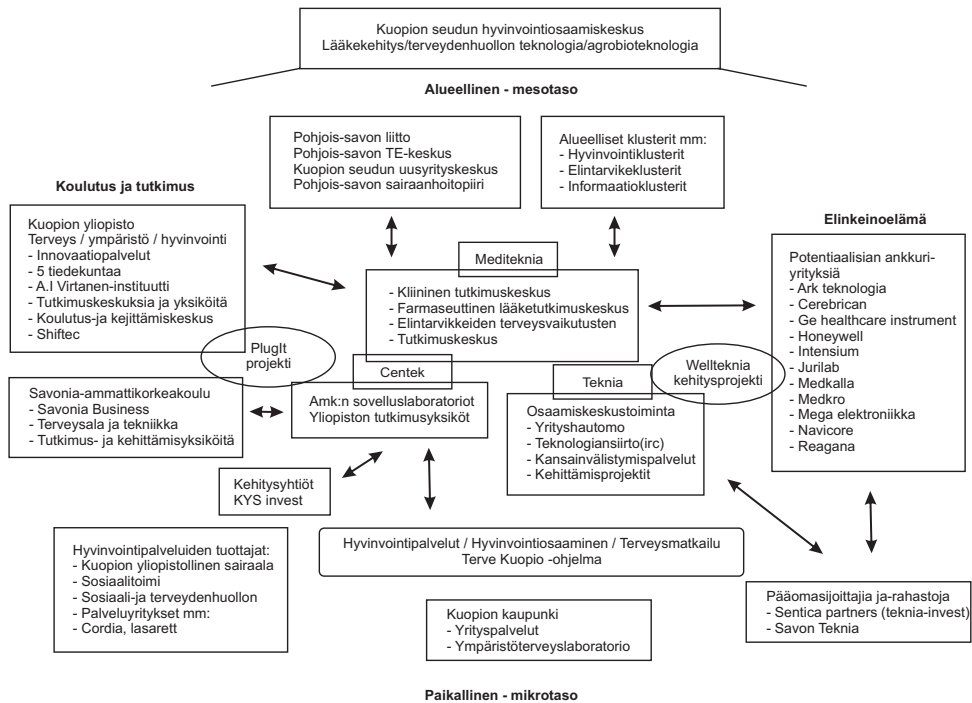 Kuopion seudun hyvinvointiosaamiskeskus
Lääkekehitys/terveydenhuollon teknologia/agrobioteknologia
Alueellinen - mesotaso
Pohjois-savon liitto
Pohjois-savon TE-keskus
Kuopion seudun uusyrityskeskus
Pohjois-savon sairaanhoitopiiri
Alueelliset klusterit mm:
- Hyvinvointiklusterit
- Elintarvikeklusterit
- Informaatioklusterit
Koulutus ja tutkimus
Kuopion yliopisto
Terveys / ympäristö / hyvinvointi
- Innovaatiopalvelut
- 5 tiedekuntaa
- A.I Virtanen-instituutti
- Tutkimuskeskuksia ja yksiköitä
- Koulutus-ja kejittämiskeskus
- Shiftec
Mediteknia
- Kliininen tutkimuskeskus
- Farmaseuttinen lääketutkimuskeskus
- Elintarvikkeiden terveysvaikutusten
- Tutkimuskeskus
Elinkeinoelämä
Potentiaalisian ankkuri-
yrityksiä
- Ark teknologia
- Cerebrican
- Ge healthcare instrument
- Honeywell
- Intensium
- Jurilab
- Medkalla
- Medkro
- Mega elektroniikka
- Navicore
- Reagana
PlugIt
projekti
Wellteknia
kehitysprojekti
Savonia-ammattikorkeakoulu
- Savonia Business
- Terveysala ja tekniikka
- Tutkimus- ja kehittämisyksiköitä
Centek
Amk:n sovelluslaboratoriot
Yliopiston tutkimusyksiköt
Teknia
Osaamiskeskustoiminta
- Yrityshautomo
- Teknologiansiirto(irc)
- Kansainvälistymispalvelut
- Kehittämisprojektit
Kehitysyhtiöt
KYS invest
Hyvinvointipalveluiden tuottajat:
- Kuopion yliopistollinen sairaala
- Sosiaalitoimi
- Sosiaali-ja terveydenhuollon
- Palveluyritykset mm:
- Cordia, lasarett
Hyvinvointipalvelut / Hyvinvointiosaaminen / Terveysmatkailu
Terve Kuopio -ohjelma
Kuopion kaupunki
- Yrityspalvelut
- Ympäristöterveyslaboratorio
Pääomasijoittajia ja-rahastoja
- Sentica partners (teknia-invest)
- Savon Teknia
Paikallinen - mikrotaso